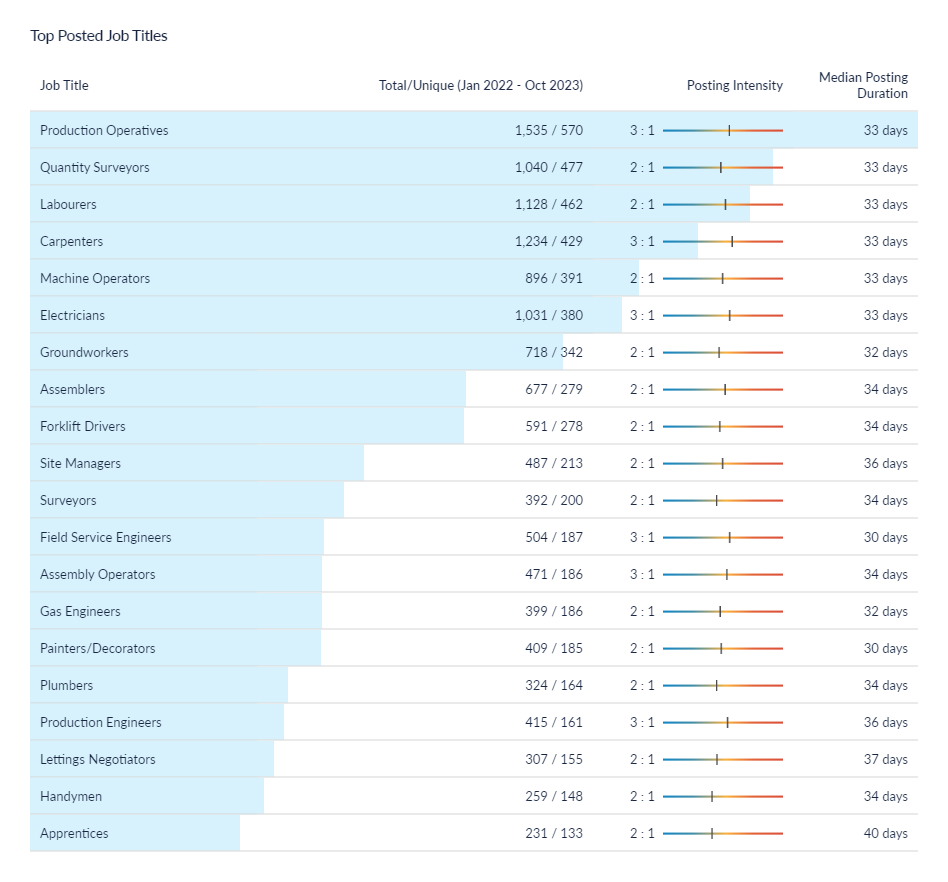 Top Posted Job Titles
Job Title Total/Unique (Jan 2022 - Oct 2023) Posting Intensity Median Posting Duration
Production Operatives 1,535 / 570 3 : 1 33 days
Quantity Surveyors 1,040 / 477 2 : 1 33 days
Labourers 1,128 / 462 2 : 1 33 days
Carpenters 1,234 / 429 3 : 1 33 days
Machine Operators 896 / 391 2 : 1 33 days
Electricians 1,031 / 380 3 : 1 33 days
Groundworkers 718 / 342 2 : 1 32 days
Assemblers 677 / 279 2 : 1 34 days
Forklift Drivers 591 / 278 2 : 1 34 days
Site Managers 487 / 213 2 : 1 36 days
Surveyors 392 / 200 2 : 1 34 days
Field Service Engineers 504 / 187 3 : 1 30 days
Assembly Operators 471 / 186 3 : 1 34 days
Gas Engineers 399 / 186 2 : 1 32 days
Painters/Decorators 409 / 185 2 : 1 30 days
Plumbers 324 / 164 2 : 1 34 days
Production Engineers 415 / 161 3 : 1 36 days
Lettings Negotiators 307 / 155 2 : 1 37 days
Handymen 259 / 148 2 : 1 34 days
Apprentices 231 / 133 2 : 1 40 days